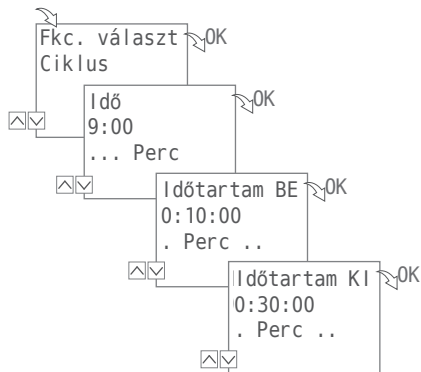 Fkc. választ OK
Ciklus
Idő OK
9:00
... Perc
Időtartam BE OK
0:10:00
. Perc ..
Időtartam KI OK
0:30:00
. Perc ..